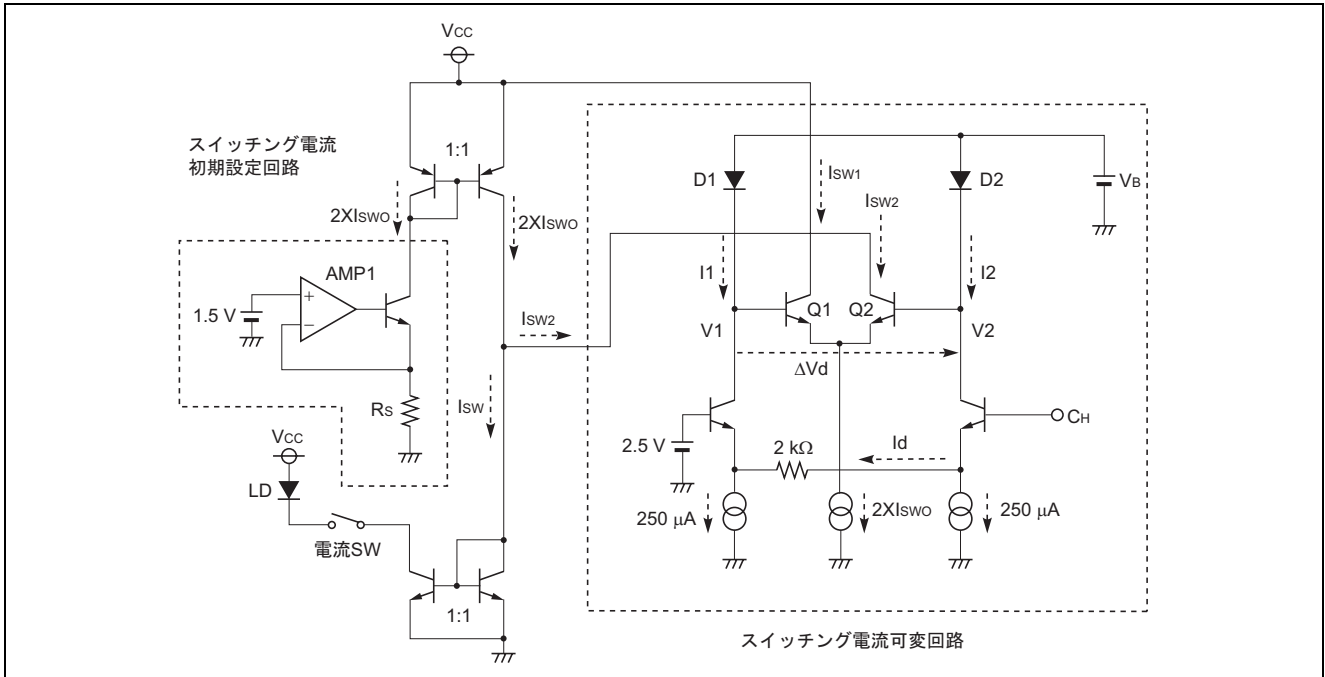 VCC
スイッチング電流
初期設定回路
1:1
2XISWO
2XISWO
AMP1
+
−
1.5 V
RS
VCC
LD
電流SW
1:1
ISW2
ISW
ISW1
ISW2
D1
D2
VB
I1
I2
Q1
Q2
V1
V2
ΔVd
CH
2.5 V
2 kΩ
Id
250 μA
2XISWO
250 μA
スイッチング電流可変回路